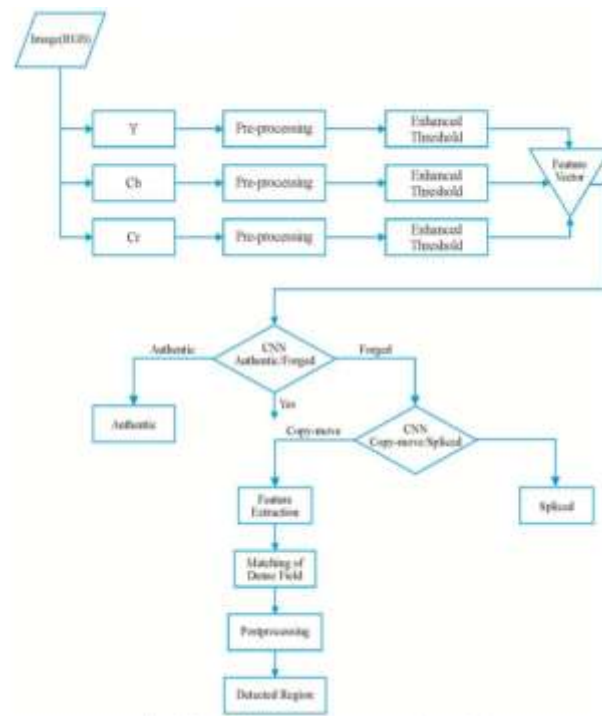 Image(RGB)
Y
Pre-processing
Enhanced
Threshold
Cb
Pre-processing
Enhanced
Threshold
Feature
Vector
Cr
Pre-processing
Enhanced
Threshold
Authentic
CNN
Authentic/Forged
Forged
Authentic
Yes
Copy-move
CNN
Copy-move/Spliced
Feature
Extraction
Spliced
Matching of
Dense Field
Postprocessing
Detected Region